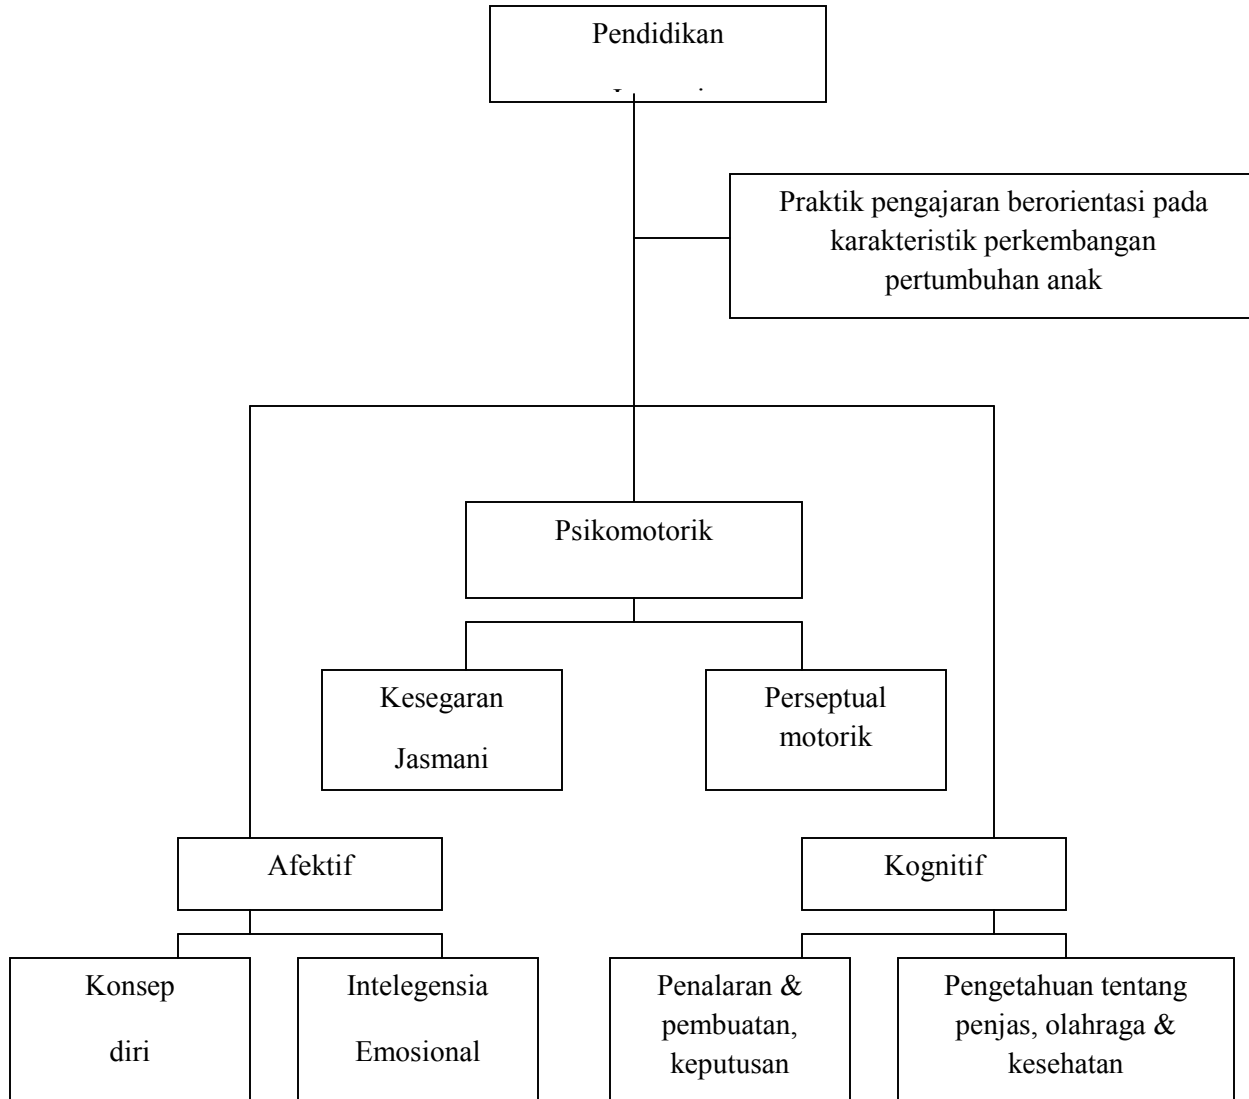 Pendidikan
Praktik pengajaran berorientasi pada
karakteristik perkembangan
pertumbuhan anak
Psikomotorik
Kesegaran
Jasmani
Perseptual
motorik
Afektif
Kognitif
Konsep
diri
Intelegensia
Emosional
Penalaran &
pembuatan,
keputusan
Pengetahuan tentang
penjas, olahraga &
kesehatan